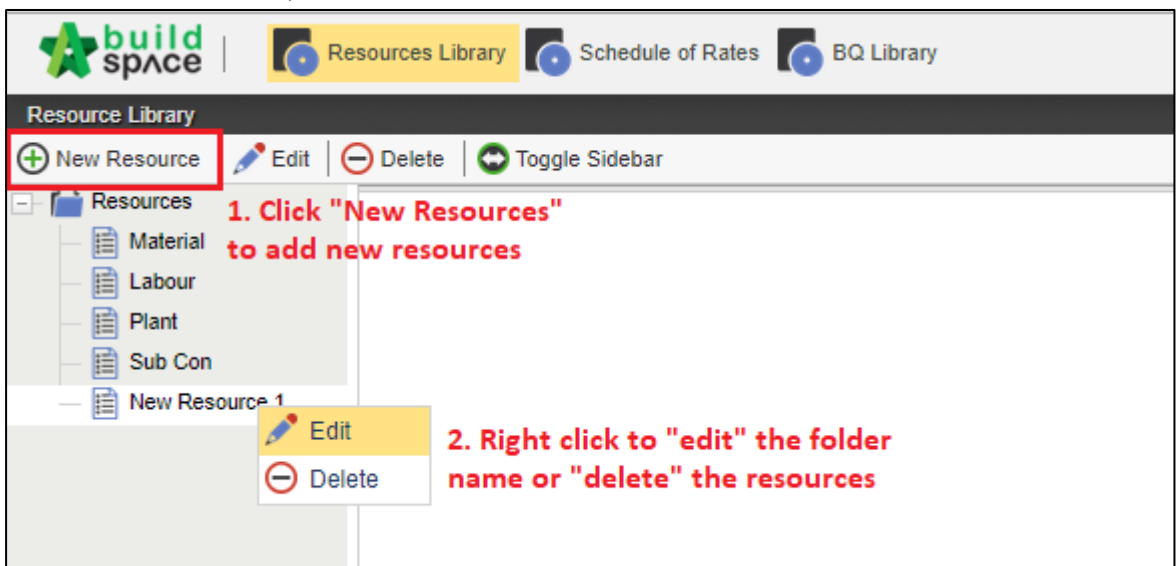 build
spʌce
Resources Library Schedule of Rates BQ Library
Resource Library
New Resource Edit Delete Toggle Sidebar
Resources
Material
Labour
Plant
Sub Con
New Resource 1
1. Click "New Resources"
to add new resources
Edit
Delete
2. Right click to "edit" the folder
name or "delete" the resources